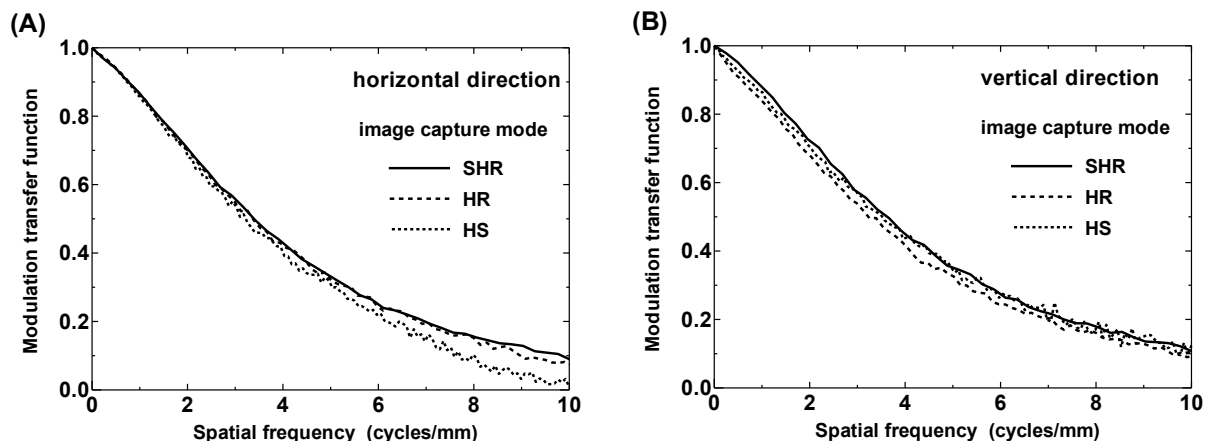 (A)
1.0
0.8
0.6
0.4
0.2
0.0
0
2
4
6
8
10
Modulation transfer function
Spatial frequency (cycles/mm)
horizontal direction
image capture mode
SHR
HR
HS
(B)
1.0
0.8
0.6
0.4
0.2
0.0
0
2
4
6
8
10
Modulation transfer function
Spatial frequency (cycles/mm)
vertical direction
image capture mode
SHR
HR
HS